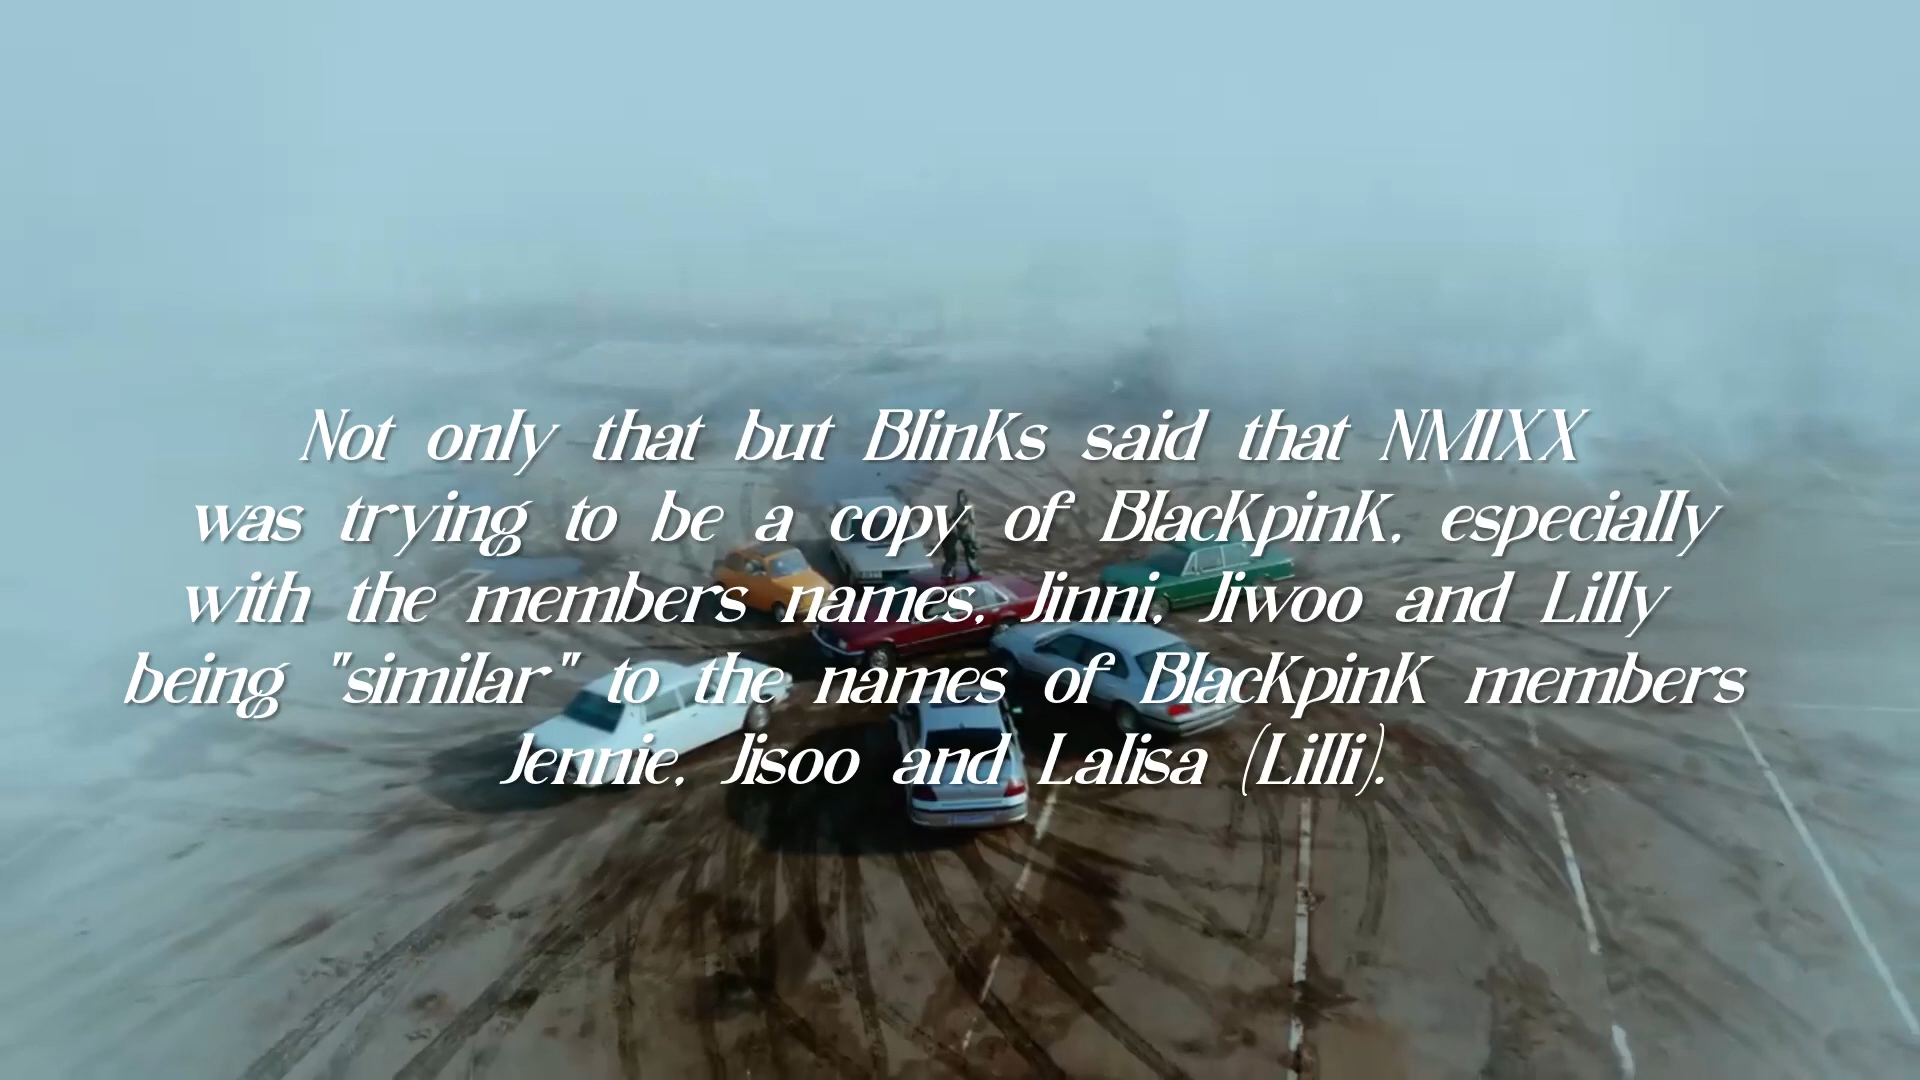 Not only that but Blinks said that NMIXX
was trying to be a copy of Blackpink, especially
with the members names, Jinni, Jiwoo and Lilly
being "similar" to the names of Blackpink members
Jennie, Jisoo and Lalisa (Lilli).